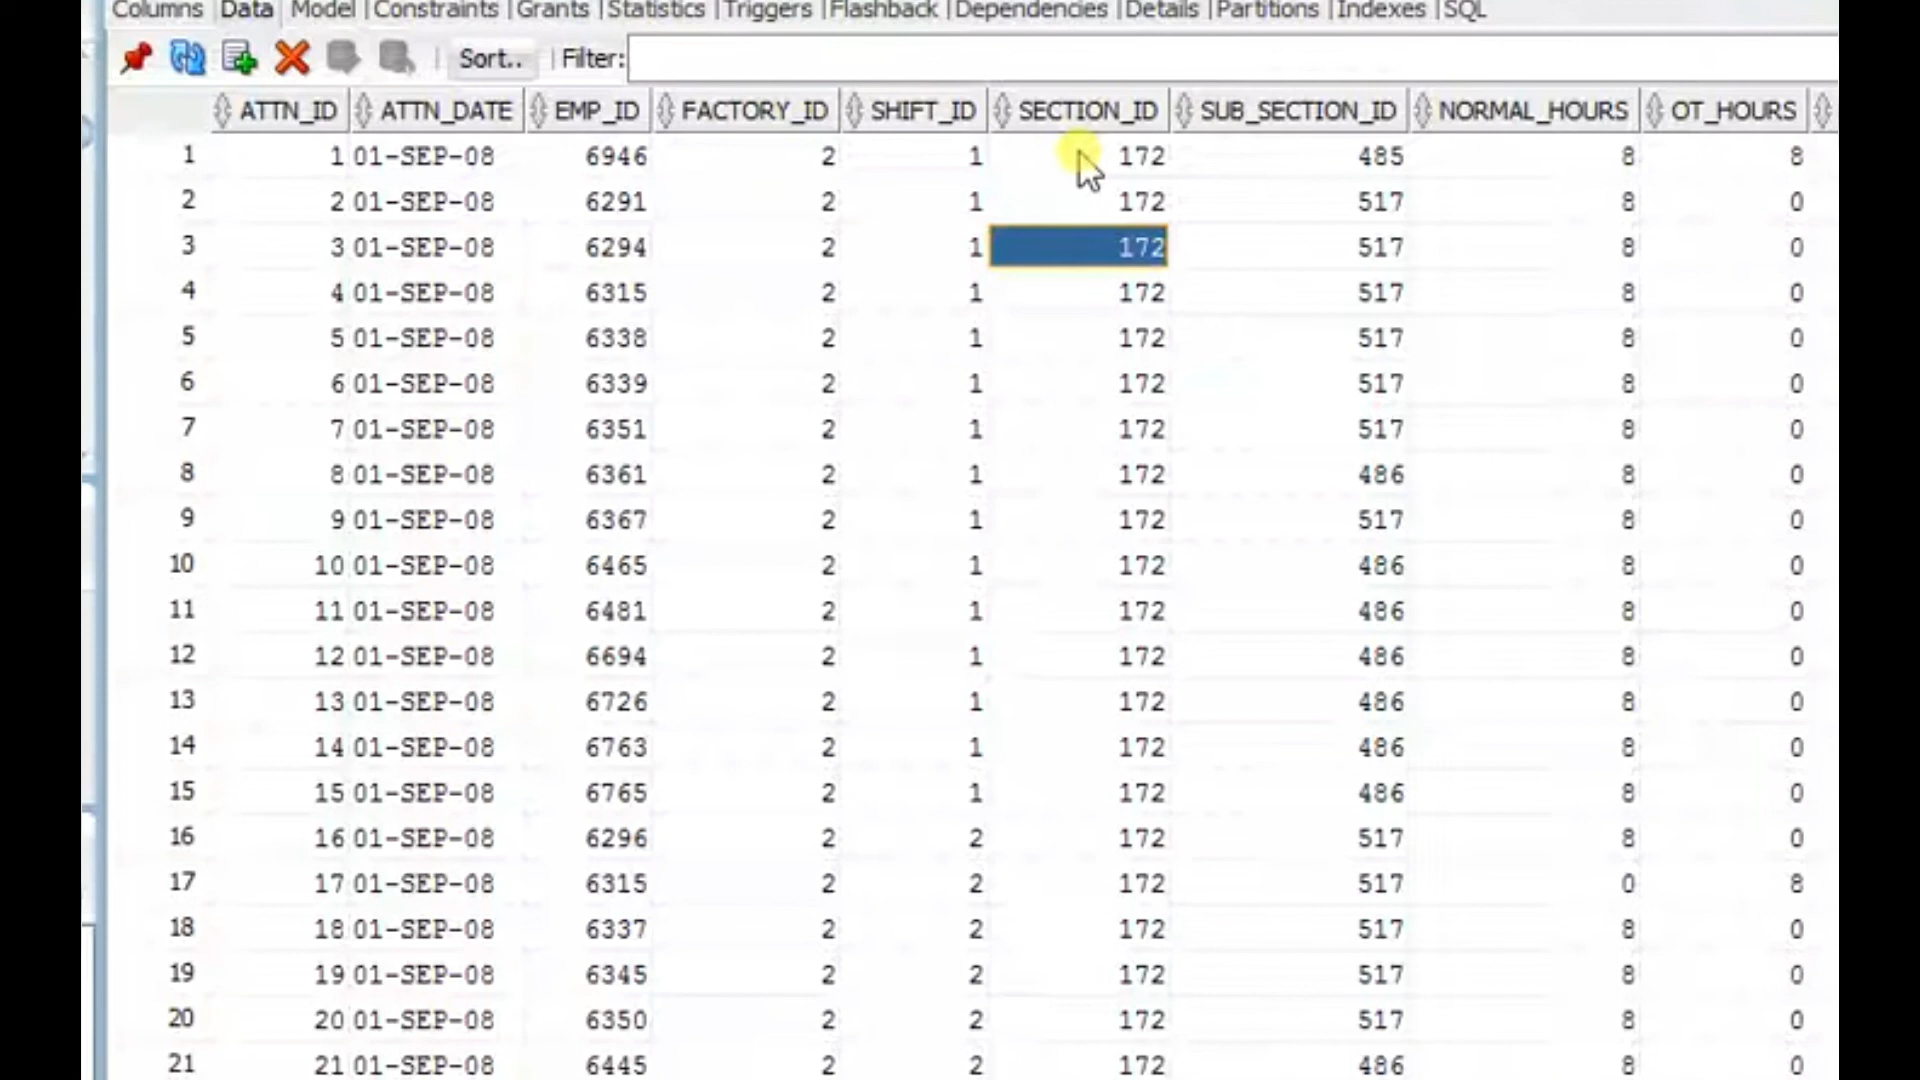 Columns Data Model Constraints Grants Statistics Triggers Flashback Dependencies Details Partitions Indexes SQL
Sort.. Filter:
ATTN_ID ATTN_DATE EMP_ID FACTORY_ID SHIFT_ID SECTION_ID SUB_SECTION_ID NORMAL_HOURS OT_HOURS
1 1 01-SEP-08 6946 2 1 172 485 8 8
2 2 01-SEP-08 6291 2 1 172 517 8 0
3 3 01-SEP-08 6294 2 1 172 517 8 0
4 4 01-SEP-08 6315 2 1 172 517 8 0
5 5 01-SEP-08 6338 2 1 172 517 8 0
6 6 01-SEP-08 6339 2 1 172 517 8 0
7 7 01-SEP-08 6351 2 1 172 517 8 0
8 8 01-SEP-08 6361 2 1 172 486 8 0
9 9 01-SEP-08 6367 2 1 172 517 8 0
10 10 01-SEP-08 6465 2 1 172 486 8 0
11 11 01-SEP-08 6481 2 1 172 486 8 0
12 12 01-SEP-08 6694 2 1 172 486 8 0
13 13 01-SEP-08 6726 2 1 172 486 8 0
14 14 01-SEP-08 6763 2 1 172 486 8 0
15 15 01-SEP-08 6765 2 1 172 486 8 0
16 16 01-SEP-08 6296 2 2 172 517 8 0
17 17 01-SEP-08 6315 2 2 172 517 0 8
18 18 01-SEP-08 6337 2 2 172 517 8 0
19 19 01-SEP-08 6345 2 2 172 517 8 0
20 20 01-SEP-08 6350 2 2 172 517 8 0
21 21 01-SEP-08 6445 2 2 172 486 8 0